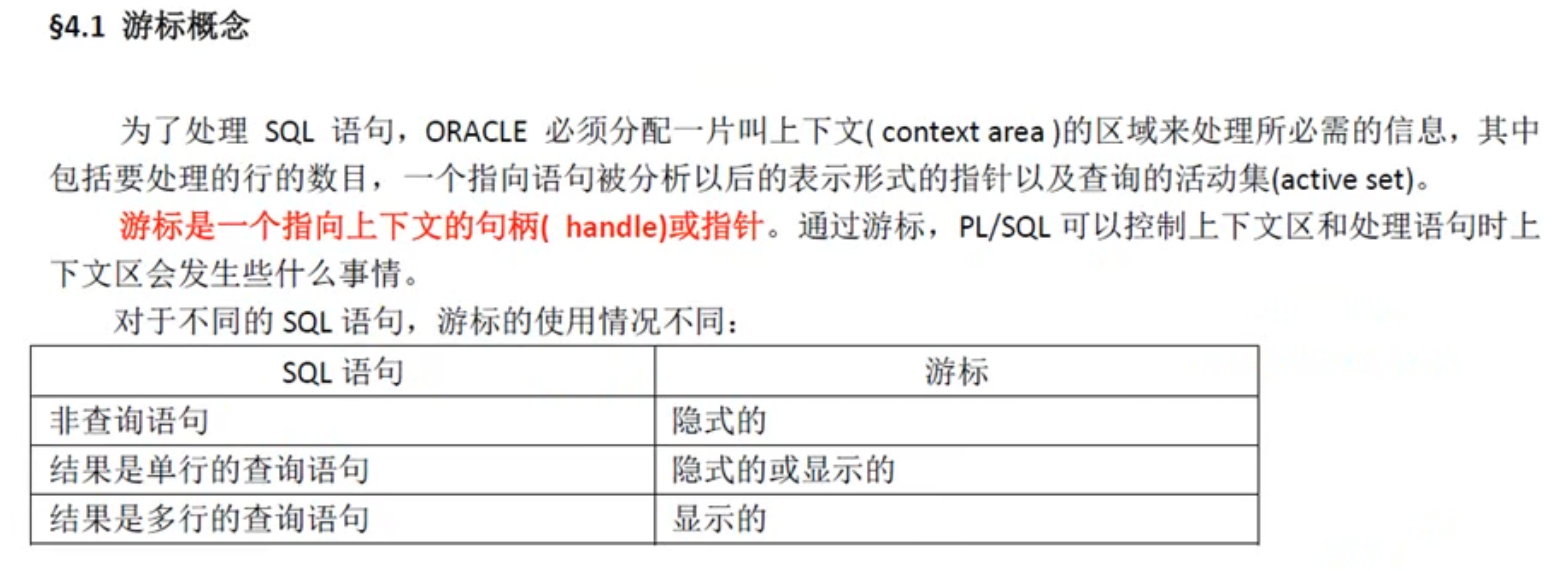 §4.1 游标概念
为了处理 SQL 语句，ORACLE 必须分配一片叫上下文( context area )的区域来处理所必需的信息，其中
包括要处理的行的数目，一个指向语句被分析以后的表示形式的指针以及查询的活动集(active set)。
游标是一个指向上下文的句柄( handle)或指针。通过游标，PL/SQL 可以控制上下文区和处理语句时上
下文区会发生些什么事情。
对于不同的 SQL 语句，游标的使用情况不同：
SQL 语句 游标
非查询语句 隐式的
结果是单行的查询语句 隐式的或显示的
结果是多行的查询语句 显示的